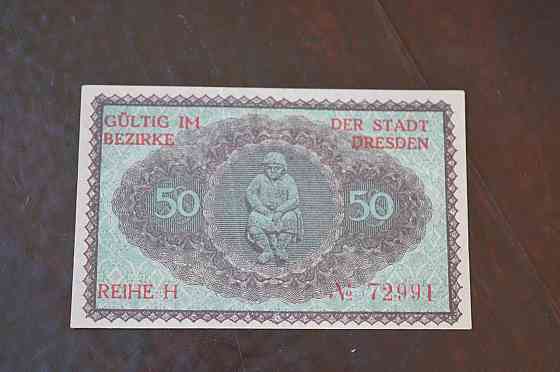 GÜLTIG IM
BEZIRKE
DER STADT
DRESDEN
50
50
REIHE H
№ 72991